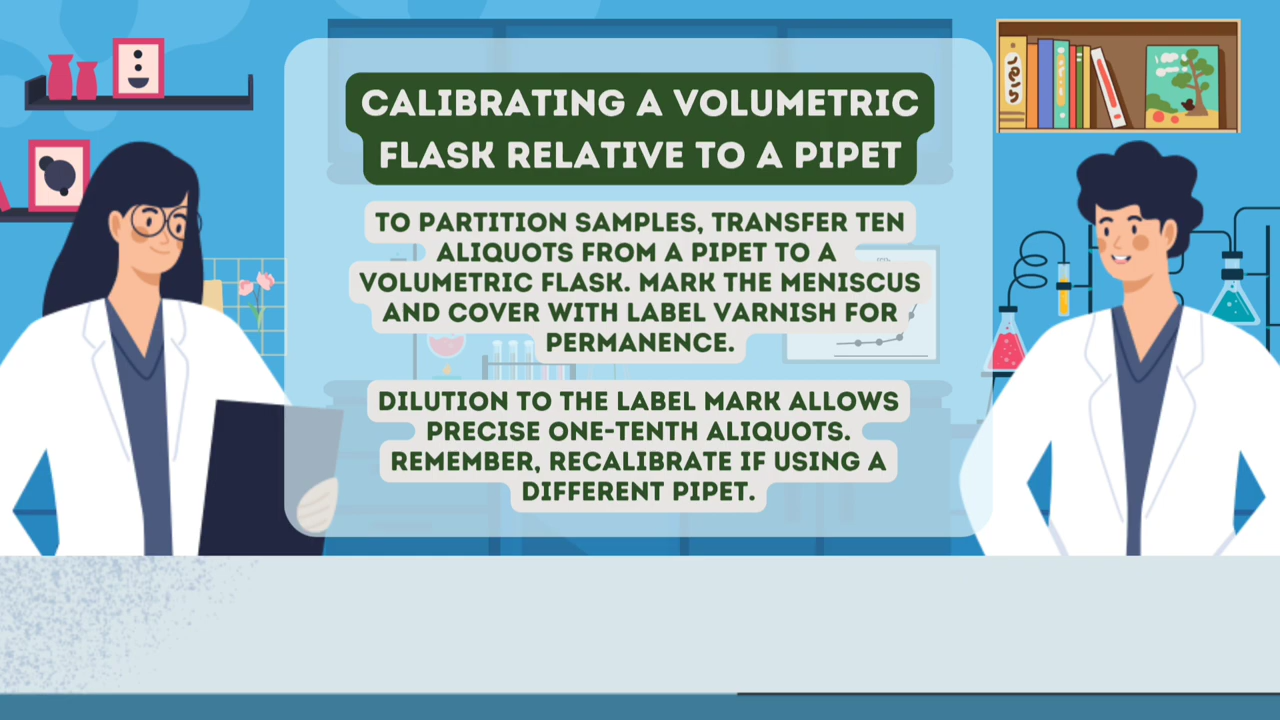 CALIBRATING A VOLUMETRIC
FLASK RELATIVE TO A PIPET
TO PARTITION SAMPLES, TRANSFER TEN
ALIQUOTS FROM A PIPET TO A
VOLUMETRIC FLASK. MARK THE MENISCUS
AND COVER WITH LABEL VARNISH FOR
PERMANENCE.
DILUTION TO THE LABEL MARK ALLOWS
PRECISE ONE-TENTH ALIQUOTS.
REMEMBER, RECALIBRATE IF USING A
DIFFERENT PIPET.